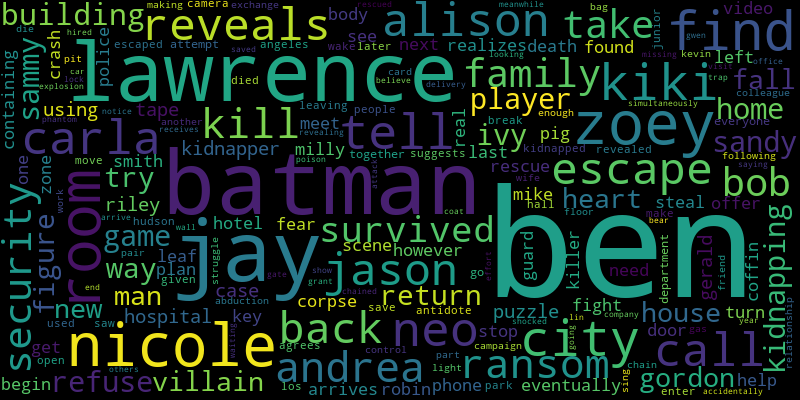 making camera exchange meanwhile
building reveals body alison take find video
die hired escaped attempt los angeles see wake later next realizes death found bag gwen kevin office
containing sammy pit crash police lawrence family kiki left junior missing visit
car lock explosion saved died looking card believe delivery trap colleague fall
using tape kill leaving people player simultaneously home
phantom notice another receives revealing meet tell real break enough zoey everyone
carla kidnapper milly ivy pig kidnapped revealed sandy
one move smith together suggests last rescue wife following saying
zone try room poison batman attack escape bob
work riley coat survived mike hall heart steal offer
security figure arrive hudson hotel fear scene ben floor make bear
game wall struggle however guard killer need department gerald friend coffin kidnapping
way leaf pair given plan jay jason go effort
man case gate show corpse return puzzle fight house turn
new hospital abduction grant chained save antidote shocked going lin company year relationship
end used saw key back neo stop city door gas call
get nicole agrees control part campaign chain
open others waiting light ransom gordon help
begin refuse villain andrea arrives robin phone park eventually sing enter accidentally